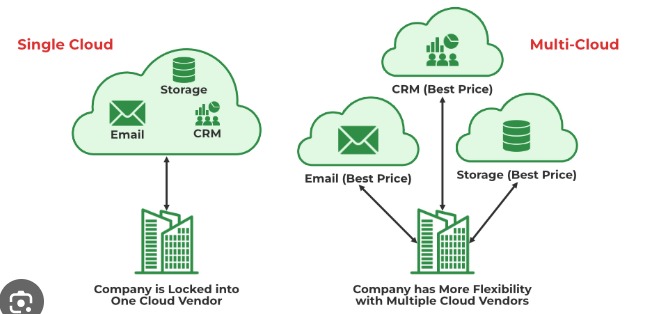 Single Cloud
Storage
Email
CRM
Company is Locked into
One Cloud Vendor
Multi-Cloud
CRM (Best Price)
Email (Best Price)
Storage (Best Price)
Company has More Flexibility
with Multiple Cloud Vendors